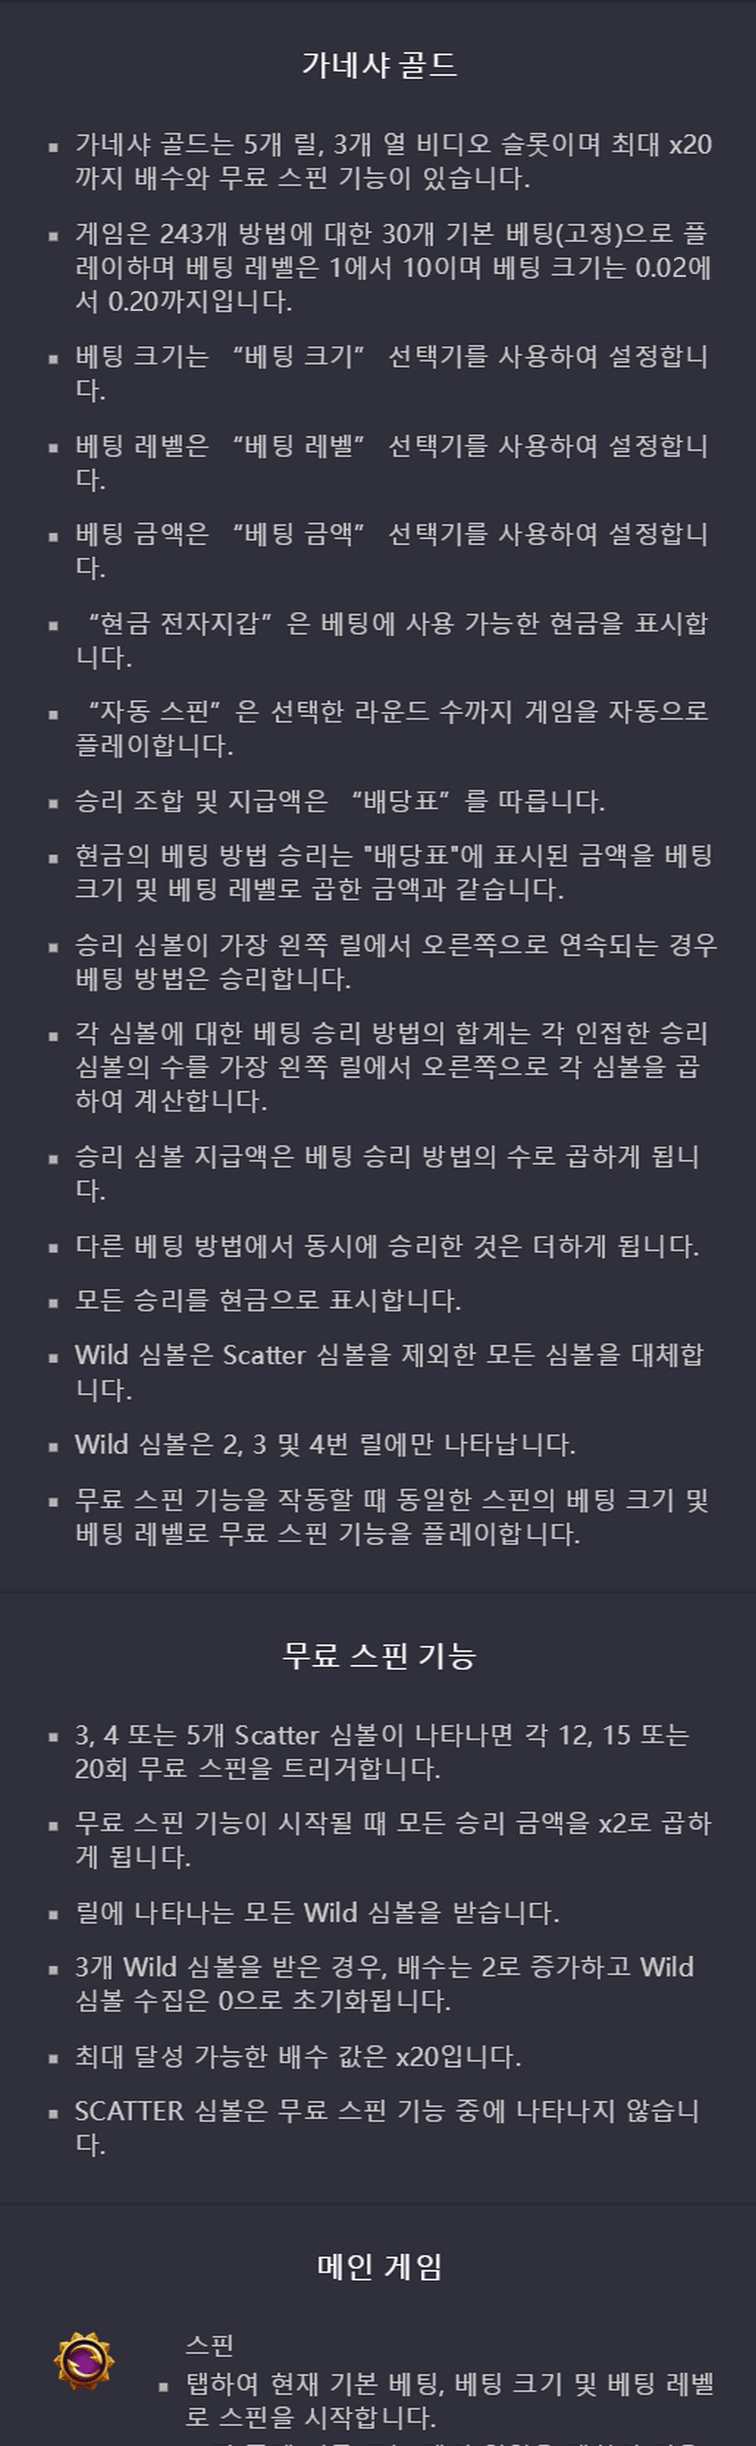 가네샤 골드
▪ 가네샤 골드는 5개 릴, 3개 열 비디오 슬롯이며 최대 x20
까지 배수와 무료 스핀 기능이 있습니다.
▪ 게임은 243개 방법에 대한 30개 기본 베팅(고정)으로 플
레이하며 베팅 레벨은 1에서 10이며 베팅 크기는 0.02에
서 0.20까지입니다.
▪ 베팅 크기는 “베팅 크기” 선택기를 사용하여 설정합니
다.
▪ 베팅 레벨은 “베팅 레벨” 선택기를 사용하여 설정합니
다.
▪ 베팅 금액은 “베팅 금액” 선택기를 사용하여 설정합니
다.
▪ “현금 전자지갑”은 베팅에 사용 가능한 현금을 표시합
니다.
▪ “자동 스핀”은 선택한 라운드 수까지 게임을 자동으로
플레이합니다.
▪ 승리 조합 및 지급액은 “배당표”를 따릅니다.
▪ 현금의 베팅 방법 승리는 "배당표"에 표시된 금액을 베팅
크기 및 베팅 레벨로 곱한 금액과 같습니다.
▪ 승리 심볼이 가장 왼쪽 릴에서 오른쪽으로 연속되는 경우
베팅 방법은 승리합니다.
▪ 각 심볼에 대한 베팅 승리 방법의 합계는 각 인접한 승리
심볼의 수를 가장 왼쪽 릴에서 오른쪽으로 각 심볼을 곱
하여 계산합니다.
▪ 승리 심볼 지급액은 베팅 승리 방법의 수로 곱하게 됩니
다.
▪ 다른 베팅 방법에서 동시에 승리한 것은 더하게 됩니다.
▪ 모든 승리를 현금으로 표시합니다.
▪ Wild 심볼은 Scatter 심볼을 제외한 모든 심볼을 대체합
니다.
▪ Wild 심볼은 2, 3 및 4번 릴에만 나타납니다.
▪ 무료 스핀 기능을 작동할 때 동일한 스핀의 베팅 크기 및
베팅 레벨로 무료 스핀 기능을 플레이합니다.
무료 스핀 기능
▪ 3, 4 또는 5개 Scatter 심볼이 나타나면 각 12, 15 또는
20회 무료 스핀을 트리거합니다.
▪ 무료 스핀 기능이 시작될 때 모든 승리 금액을 x2로 곱하
게 됩니다.
▪ 릴에 나타나는 모든 Wild 심볼을 받습니다.
▪ 3개 Wild 심볼을 받은 경우, 배수는 2로 증가하고 Wild
심볼 수집은 0으로 초기화됩니다.
▪ 최대 달성 가능한 배수 값은 x20입니다.
▪ SCATTER 심볼은 무료 스핀 기능 중에 나타나지 않습니
다.
메인 게임
스핀
▪ 탭하여 현재 기본 베팅, 베팅 크기 및 베팅 레벨
로 스핀을 시작합니다.